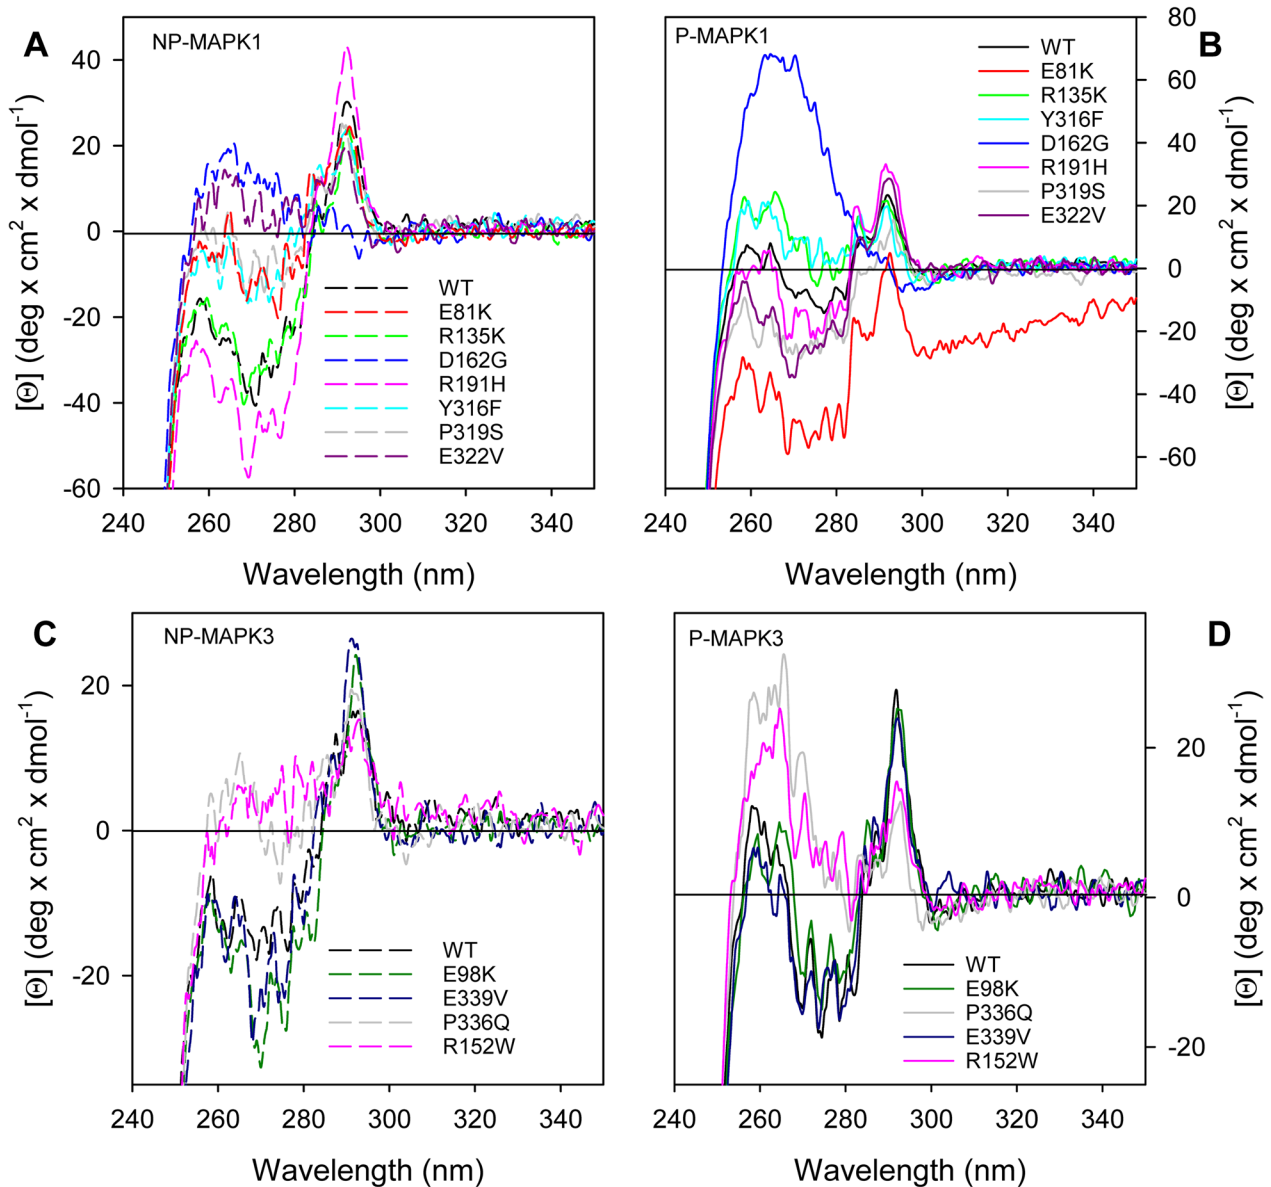 A
NP-MAPK1
[Θ] (deg x cm² x dmol⁻¹)
40
20
0
-20
-40
-60
WT
E81K
R135K
D162G
R191H
Y316F
P319S
E322V
240 260 280 300 320 340
Wavelength (nm)
B
P-MAPK1
WT
E81K
R135K
Y316F
D162G
R191H
P319S
E322V
80
60
40
20
0
-20
-40
-60
[Θ] (deg x cm² x dmol⁻¹)
240 260 280 300 320 340
Wavelength (nm)
C
NP-MAPK3
[Θ] (deg x cm² x dmol⁻¹)
20
0
-20
WT
E98K
E339V
P336Q
R152W
240 260 280 300 320 340
Wavelength (nm)
D
P-MAPK3
20
0
-20
[Θ] (deg x cm² x dmol⁻¹)
WT
E98K
P336Q
E339V
R152W
240 260 280 300 320 340
Wavelength (nm)